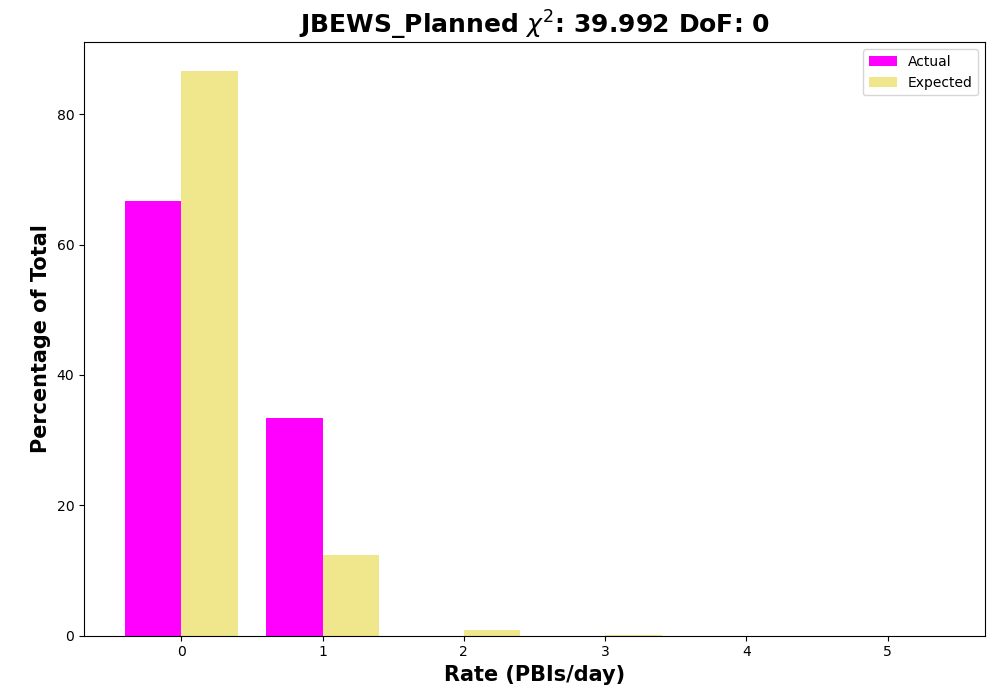 JBEWS_Planned χ²: 39.992 DoF: 0
Actual
Expected
Percentage of Total
80
60
40
20
0
0 1 2 3 4 5
Rate (PBIs/day)